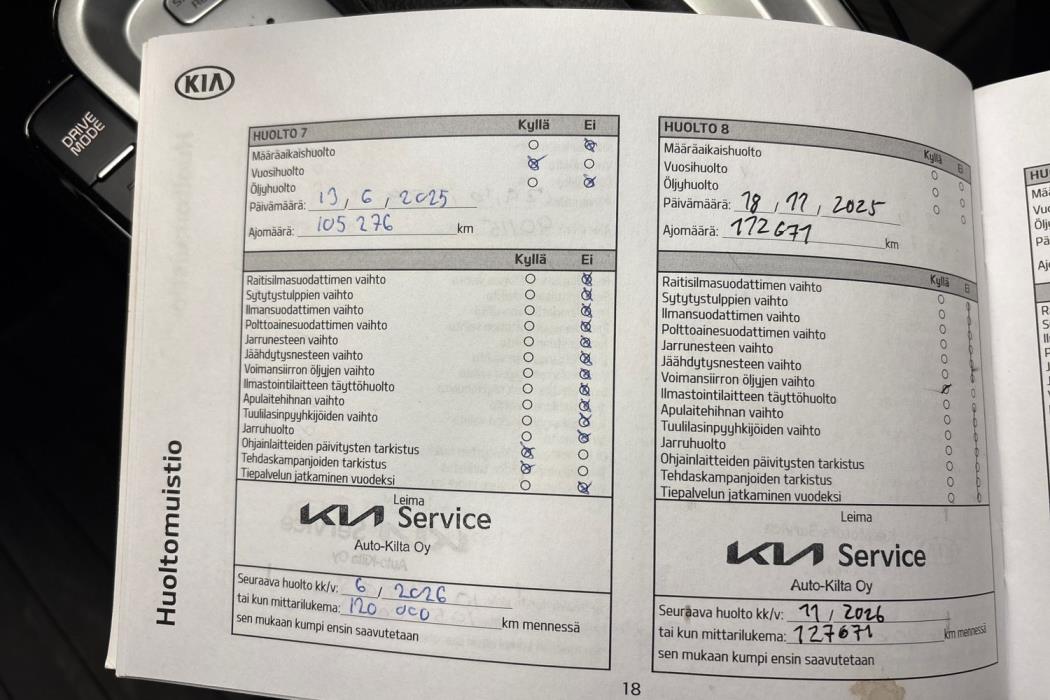 DRIVE
MODE
KIA
Huoltomuistio
HUOLTO 7 Kyllä Ei
Määräaikaishuolto
Vuosihuolto
Öljyhuolto
Päivämäärä: 13, 6, 2025
Ajomäärä: 105 276 km
Kyllä Ei
Raitisilmasuodattimen vaihto
Sytytystulppien vaihto
Ilmansuodattimen vaihto
Polttoainesuodattimen vaihto
Jarrunesteen vaihto
Jäähdytysnesteen vaihto
Voimansiirron öljyjen vaihto
Ilmastointilaitteen täyttöhuolto
Apulaitehihnan vaihto
Tuulilasinpyyhkijöiden vaihto
Jarruhuolto
Ohjainlaitteiden päivitysten tarkistus
Tehdaskampanjoiden tarkistus
Tiepalvelun jatkaminen vuodeksi
Leima
KIA Service
Auto-Kilta Oy
Seuraava huolto kk/v: 6, 2026
tai kun mittarilukema: 120 000 km mennessä
sen mukaan kumpi ensin saavutetaan
HUOLTO 8 Kyllä Ei
Määräaikaishuolto
Vuosihuolto
Öljyhuolto
Päivämäärä: 18, 11, 2025
Ajomäärä: 112671 km
Kyllä Ei
Raitisilmasuodattimen vaihto
Sytytystulppien vaihto
Ilmansuodattimen vaihto
Polttoainesuodattimen vaihto
Jarrunesteen vaihto
Jäähdytysnesteen vaihto
Voimansiirron öljyjen vaihto
Ilmastointilaitteen täyttöhuolto
Apulaitehihnan vaihto
Tuulilasinpyyhkijöiden vaihto
Jarruhuolto
Ohjainlaitteiden päivitysten tarkistus
Tehdaskampanjoiden tarkistus
Tiepalvelun jatkaminen vuodeksi
Leima
KIA Service
Auto-Kilta Oy
Seuraava huolto kk/v: 11, 2026
tai kun mittarilukema: 127671 km mennessä
sen mukaan kumpi ensin saavutetaan
18